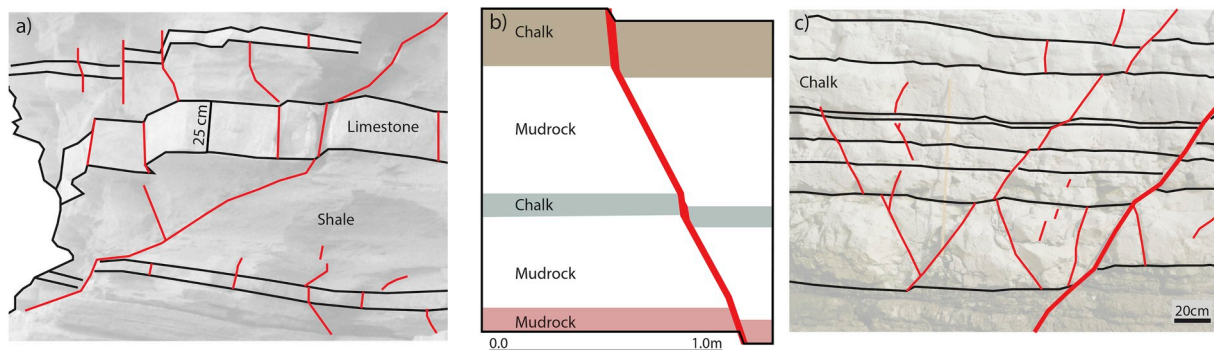 a)
25 cm
Limestone
Shale
b)
Chalk
Mudrock
Chalk
Mudrock
Mudrock
0.0
1.0m
c)
Chalk
20cm